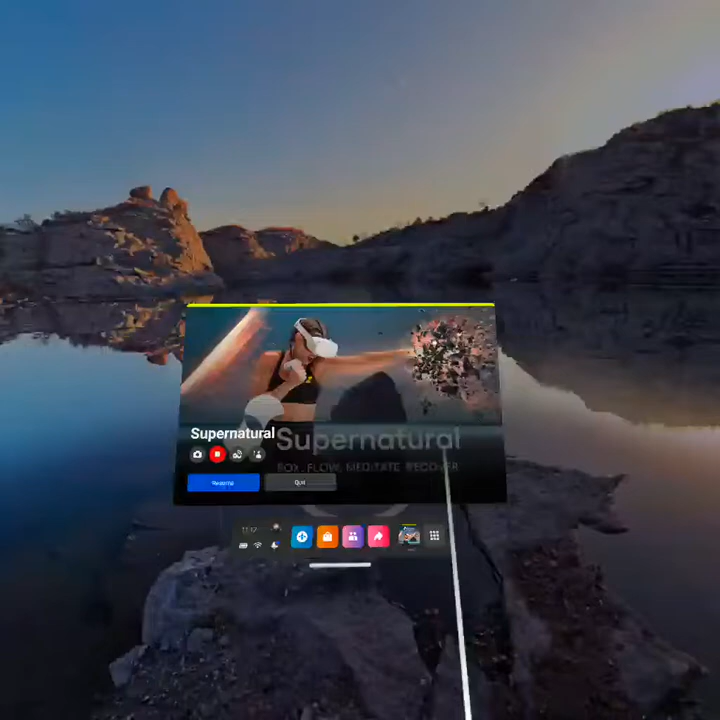 Supernatural
Supernatural
BOX, FLOW, MEDITATE RECOVER
Resume
Quit